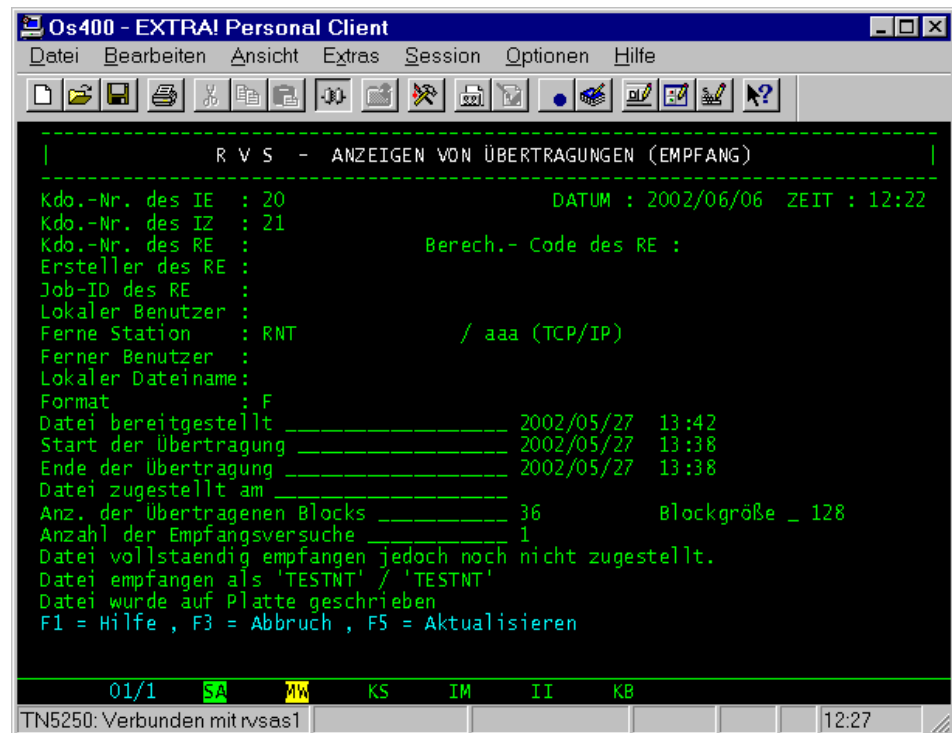 Os400 - EXTRA! Personal Client
Datei Bearbeiten Ansicht Extras Session Optionen Hilfe
R V S - ANZEIGEN VON ÜBERTRAGUNGEN (EMPFANG)
Kdo.-Nr. des IE : 20 DATUM : 2002/06/06 ZEIT : 12:22
Kdo.-Nr. des IZ : 21
Kdo.-Nr. des RE : Berech.- Code des RE :
Ersteller des RE :
Job-ID des RE :
Lokaler Benutzer :
Ferne Station : RNT / aaa (TCP/IP)
Ferner Benutzer :
Lokaler Dateiname:
Format : F
Datei bereitgestellt __________________ 2002/05/27 13:42
Start der Übertragung _________________ 2002/05/27 13:38
Ende der Übertragung __________________ 2002/05/27 13:38
Datei zugestellt am ___________________
Anz. der Übertragenen Blocks __________ 36 Blockgröße _ 128
Anzahl der Empfangsversuche ___________ 1
Datei vollstaendig empfangen jedoch noch nicht zugestellt.
Datei empfangen als 'TESTNT' / 'TESTNT'
Datei wurde auf Platte geschrieben
F1 = Hilfe , F3 = Abbruch , F5 = Aktualisieren
01/1 SA MW KS IM II KB
TN5250: Verbunden mit rvsas1 12:27